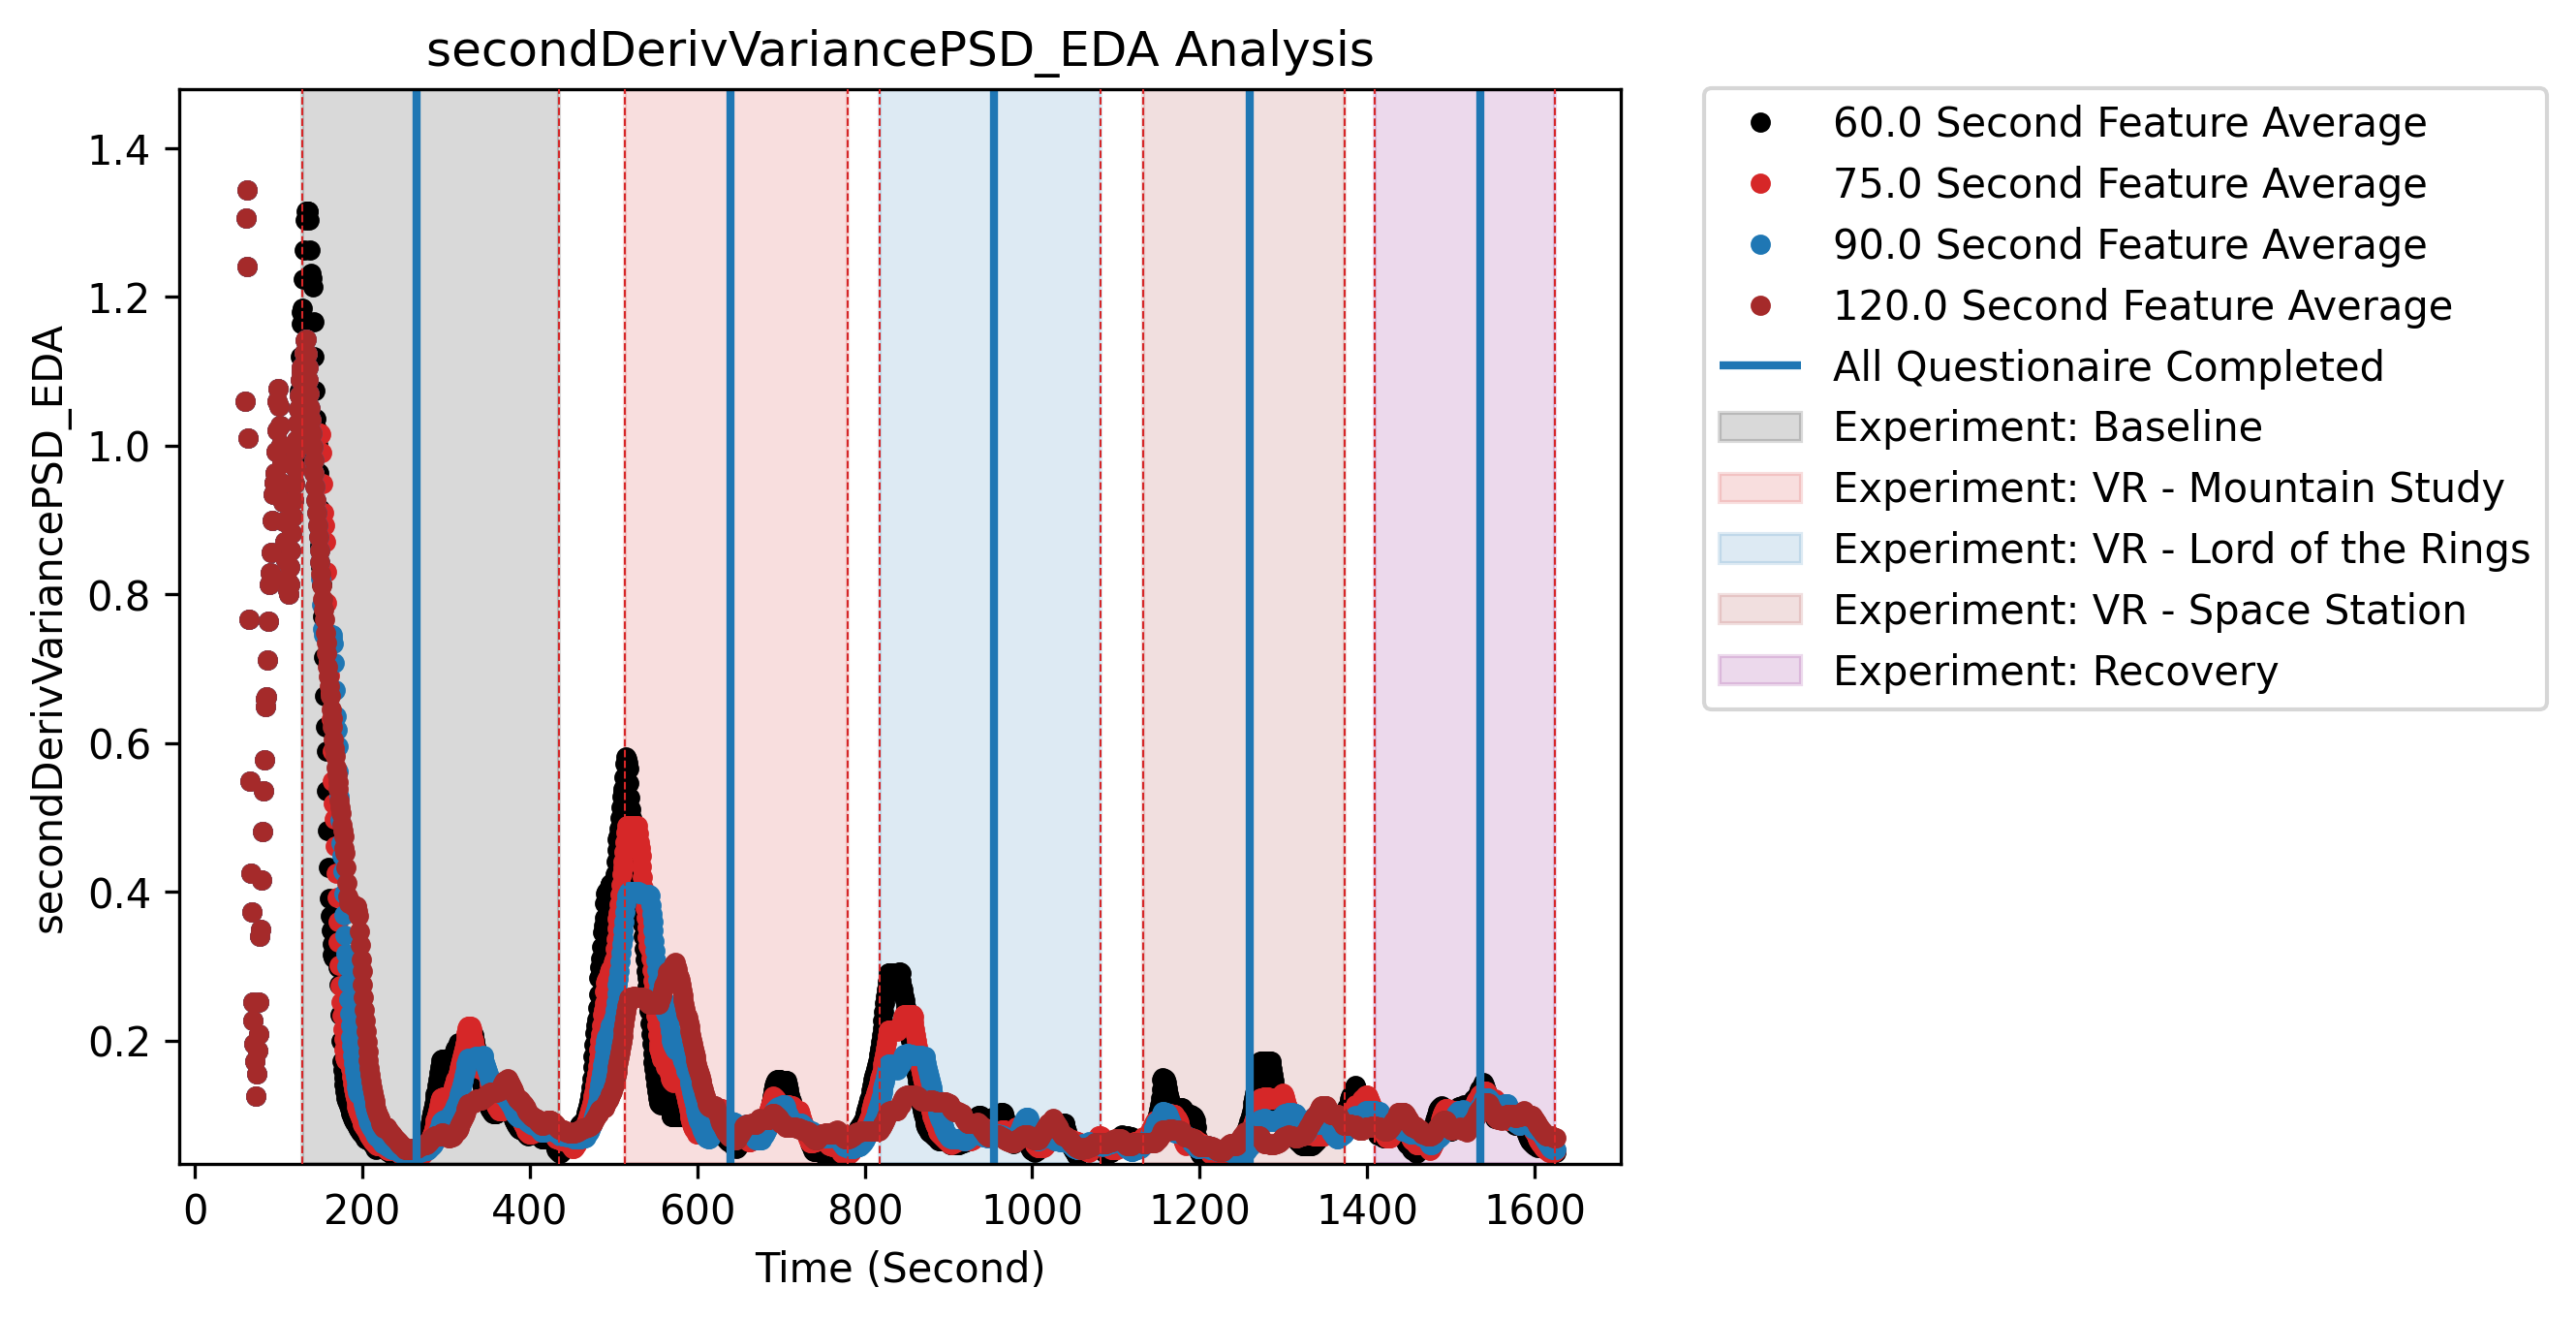 secondDerivVariancePSD_EDA Analysis
secondDerivVariancePSD_EDA
1.4
1.2
1.0
0.8
0.6
0.4
0.2
0 200 400 600 800 1000 1200 1400 1600
Time (Second)
60.0 Second Feature Average
75.0 Second Feature Average
90.0 Second Feature Average
120.0 Second Feature Average
All Questionaire Completed
Experiment: Baseline
Experiment: VR - Mountain Study
Experiment: VR - Lord of the Rings
Experiment: VR - Space Station
Experiment: Recovery